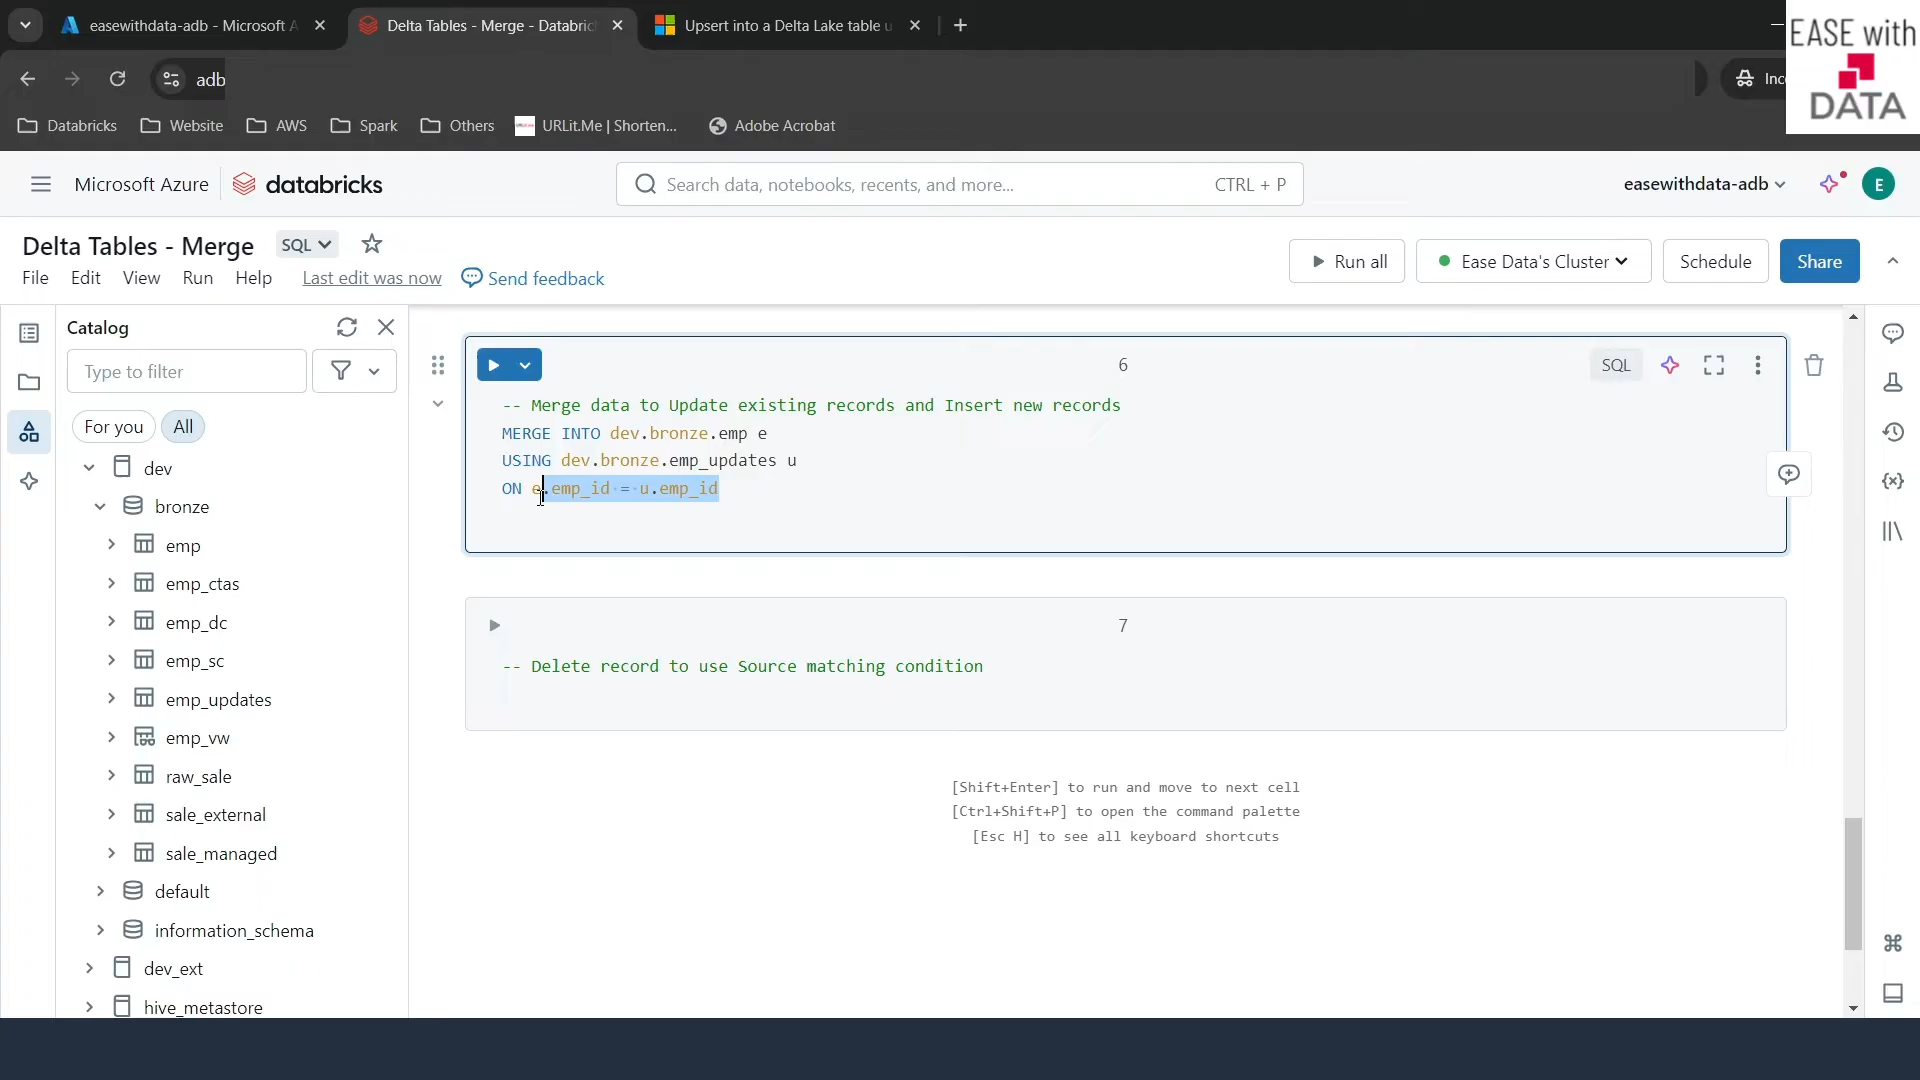 easewithdata-adb - Microsoft A
Delta Tables - Merge - Databric
Upsert into a Delta Lake table u
EASE with
DATA
adb
Inc
Databricks
Website
AWS
Spark
Others
URLit.Me | Shorten...
Adobe Acrobat
Microsoft Azure
databricks
Search data, notebooks, recents, and more...
CTRL + P
easewithdata-adb
E
Delta Tables - Merge
SQL
File Edit View Run Help Last edit was now Send feedback
Run all
Ease Data's Cluster
Schedule
Share
Catalog
Type to filter
For you
All
dev
bronze
emp
emp_ctas
emp_dc
emp_sc
emp_updates
emp_vw
raw_sale
sale_external
sale_managed
default
information_schema
dev_ext
hive_metastore
6
SQL
-- Merge data to Update existing records and Insert new records
MERGE INTO dev.bronze.emp e
USING dev.bronze.emp_updates u
ON e.emp_id = u.emp_id
7
-- Delete record to use Source matching condition
[Shift+Enter] to run and move to next cell
[Ctrl+Shift+P] to open the command palette
[Esc H] to see all keyboard shortcuts